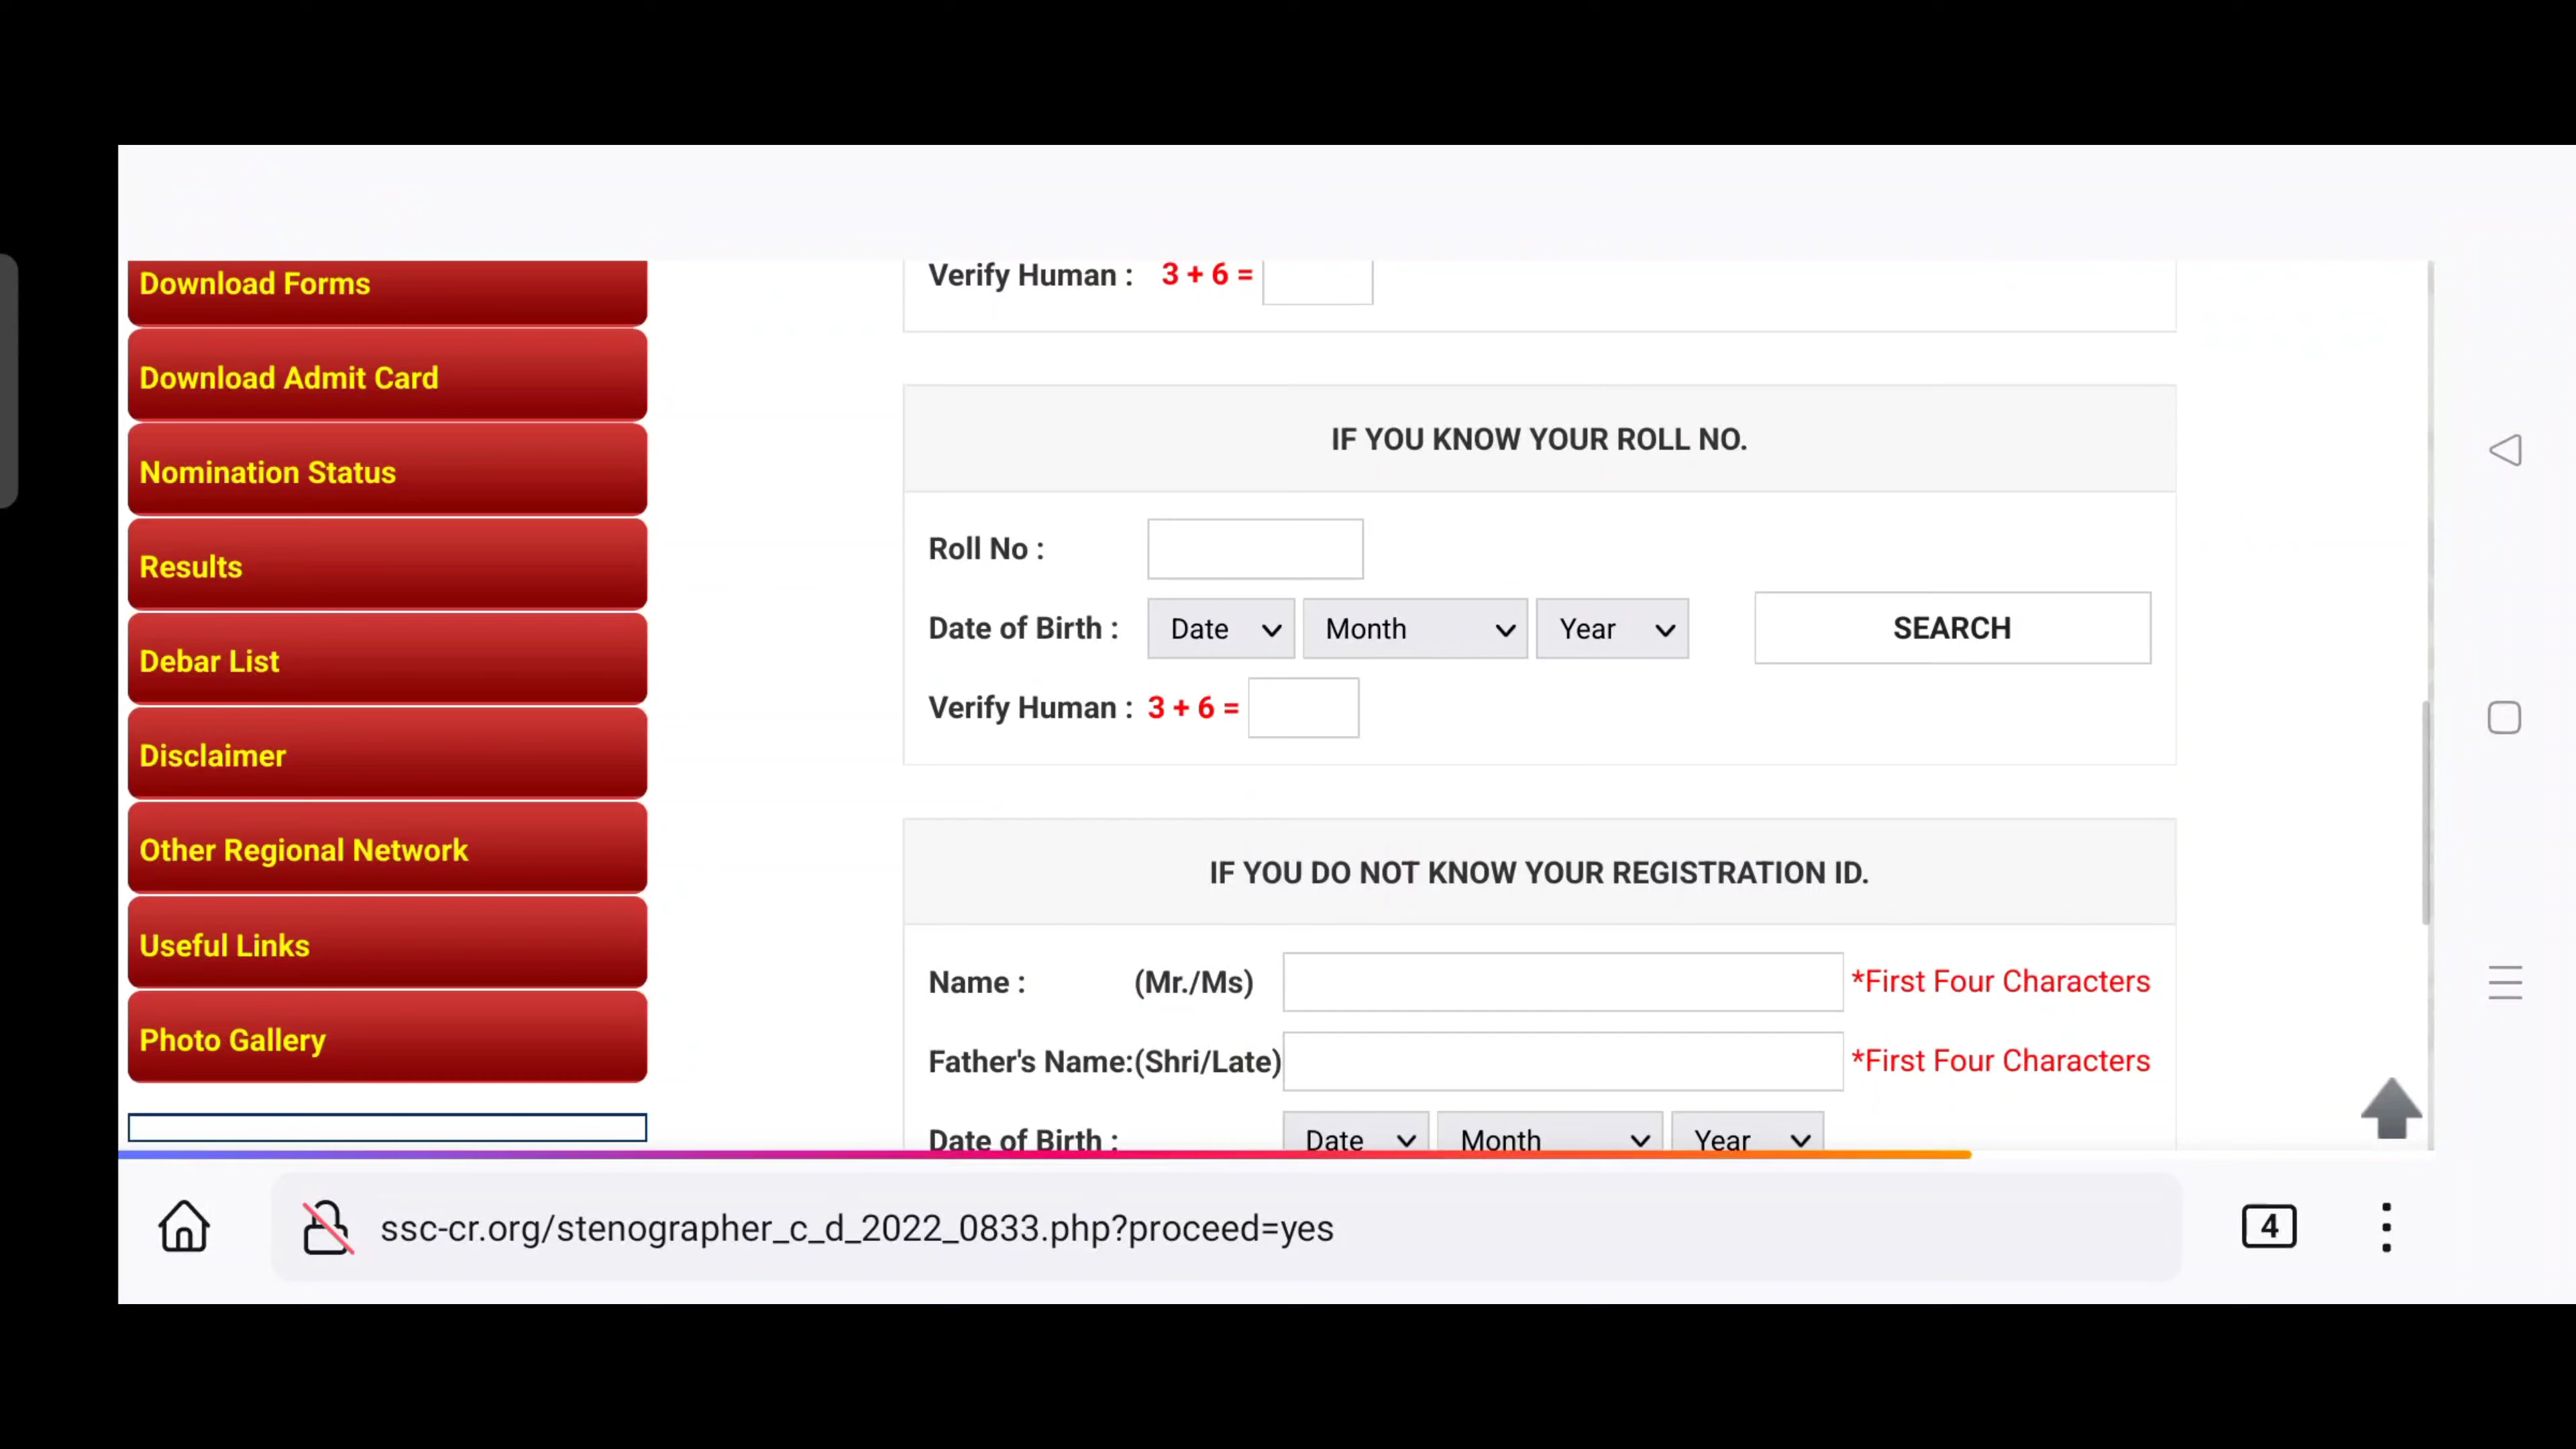 Download Forms
Download Admit Card
Nomination Status
Results
Debar List
Disclaimer
Other Regional Network
Useful Links
Photo Gallery
Verify Human : 3 + 6 =
IF YOU KNOW YOUR ROLL NO.
Roll No :
Date of Birth : Date Month Year SEARCH
Verify Human : 3 + 6 =
IF YOU DO NOT KNOW YOUR REGISTRATION ID.
Name : (Mr./Ms) *First Four Characters
Father's Name:(Shri/Late) *First Four Characters
Date of Birth : Date Month Year
ssc-cr.org/stenographer_c_d_2022_0833.php?proceed=yes
4